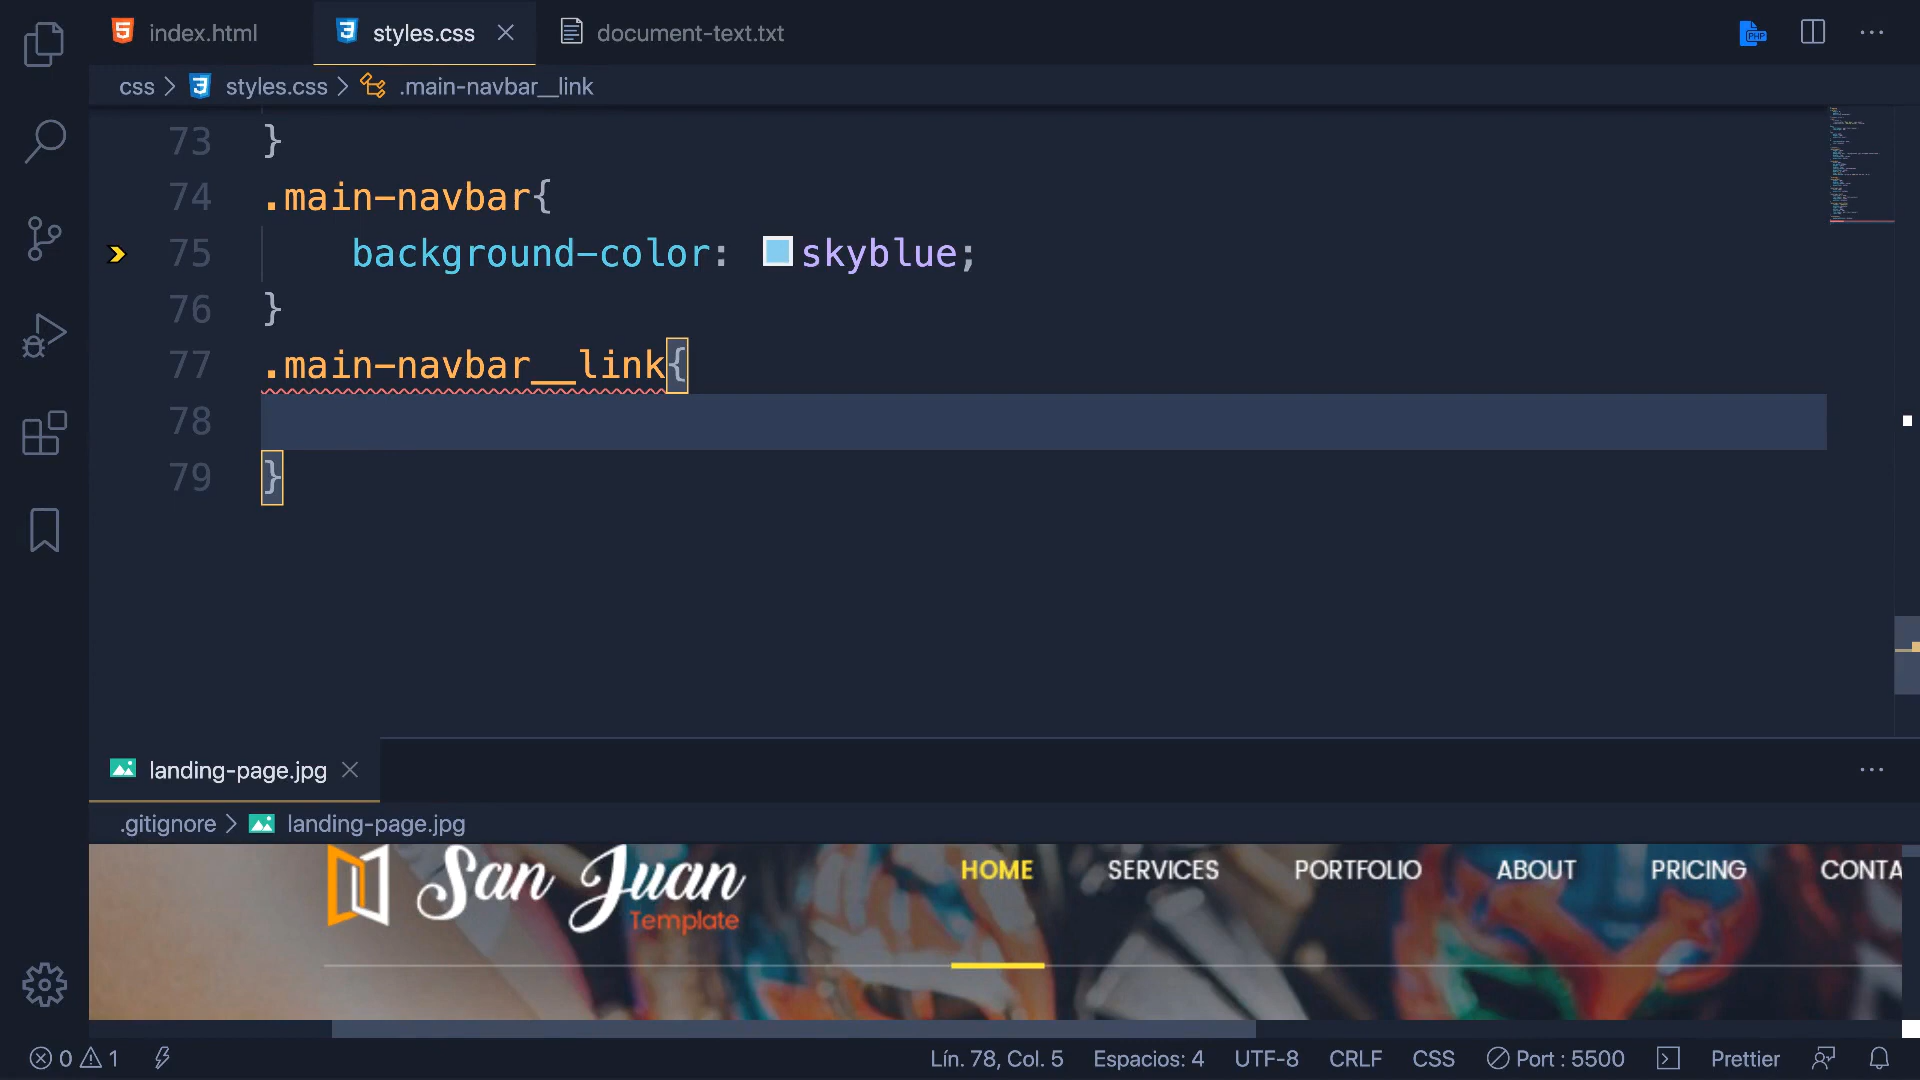 index.html
styles.css
document-text.txt
PHP
css
styles.css
.main-navbar__link
73 }
74 .main-navbar{
75 background-color: skyblue;
76 }
77 .main-navbar__link{
78
79 }
landing-page.jpg
.gitignore
landing-page.jpg
San Juan
Template
HOME SERVICES PORTFOLIO ABOUT PRICING CONTA
0 1
Lín. 78, Col. 5 Espacios: 4 UTF-8 CRLF CSS Port : 5500 Prettier